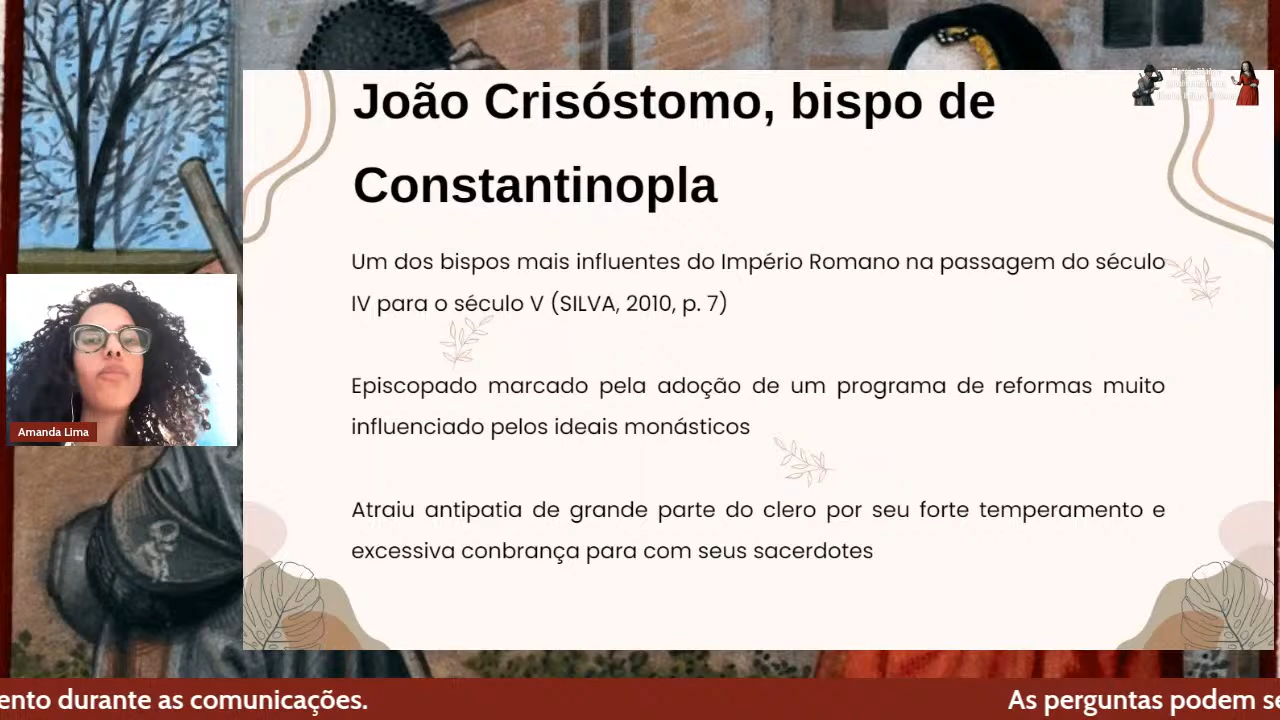 João Crisóstomo, bispo de
Constantinopla
Um dos bispos mais influentes do Império Romano na passagem do século
IV para o século V (SILVA, 2010, p. 7)
Episcopado marcado pela adoção de um programa de reformas muito
influenciado pelos ideais monásticos
Atraiu antipatia de grande parte do clero por seu forte temperamento e
excessiva conbrança para com seus sacerdotes
Amanda Lima
ento durante as comunicações.
As perguntas podem se